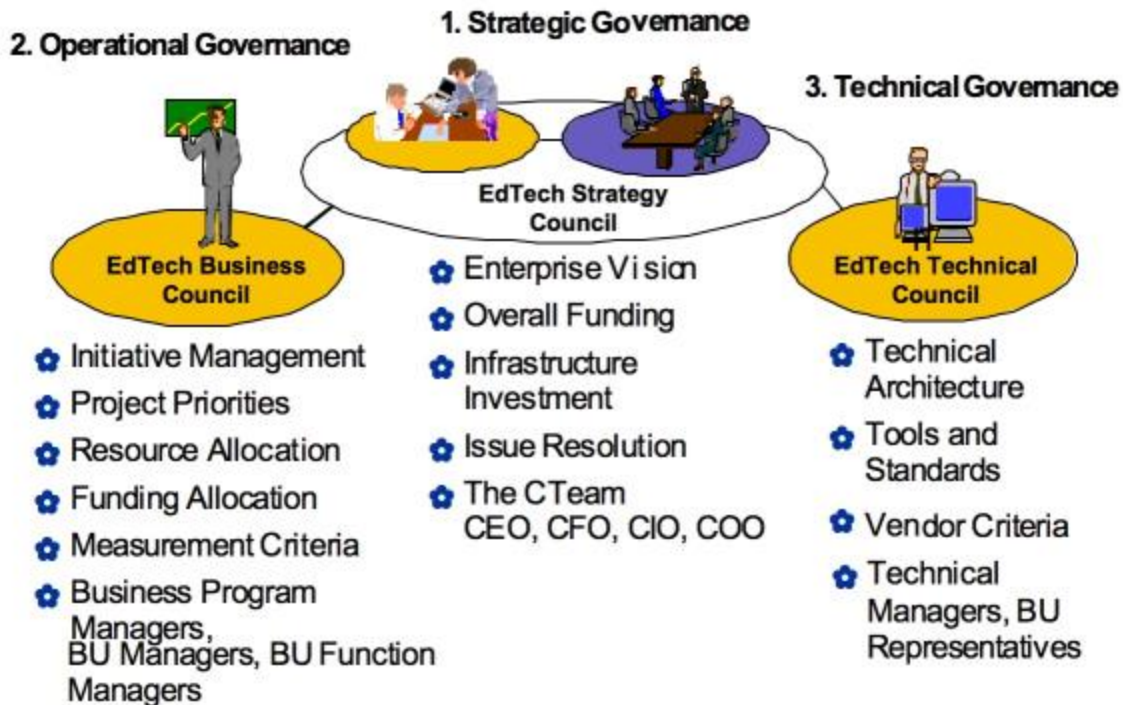 1. Strategic Governance
2. Operational Governance
3. Technical Governance
EdTech Strategy
Council
EdTech Business
Council
EdTech Technical
Council
Initiative Management
Project Priorities
Resource Allocation
Funding Allocation
Measurement Criteria
Business Program
Managers,
BU Managers, BU Function
Managers
Enterprise Vision
Overall Funding
Infrastructure
Investment
Issue Resolution
The CTeam
CEO, CFO, CIO, COO
Technical
Architecture
Tools and
Standards
Vendor Criteria
Technical
Managers, BU
Representatives